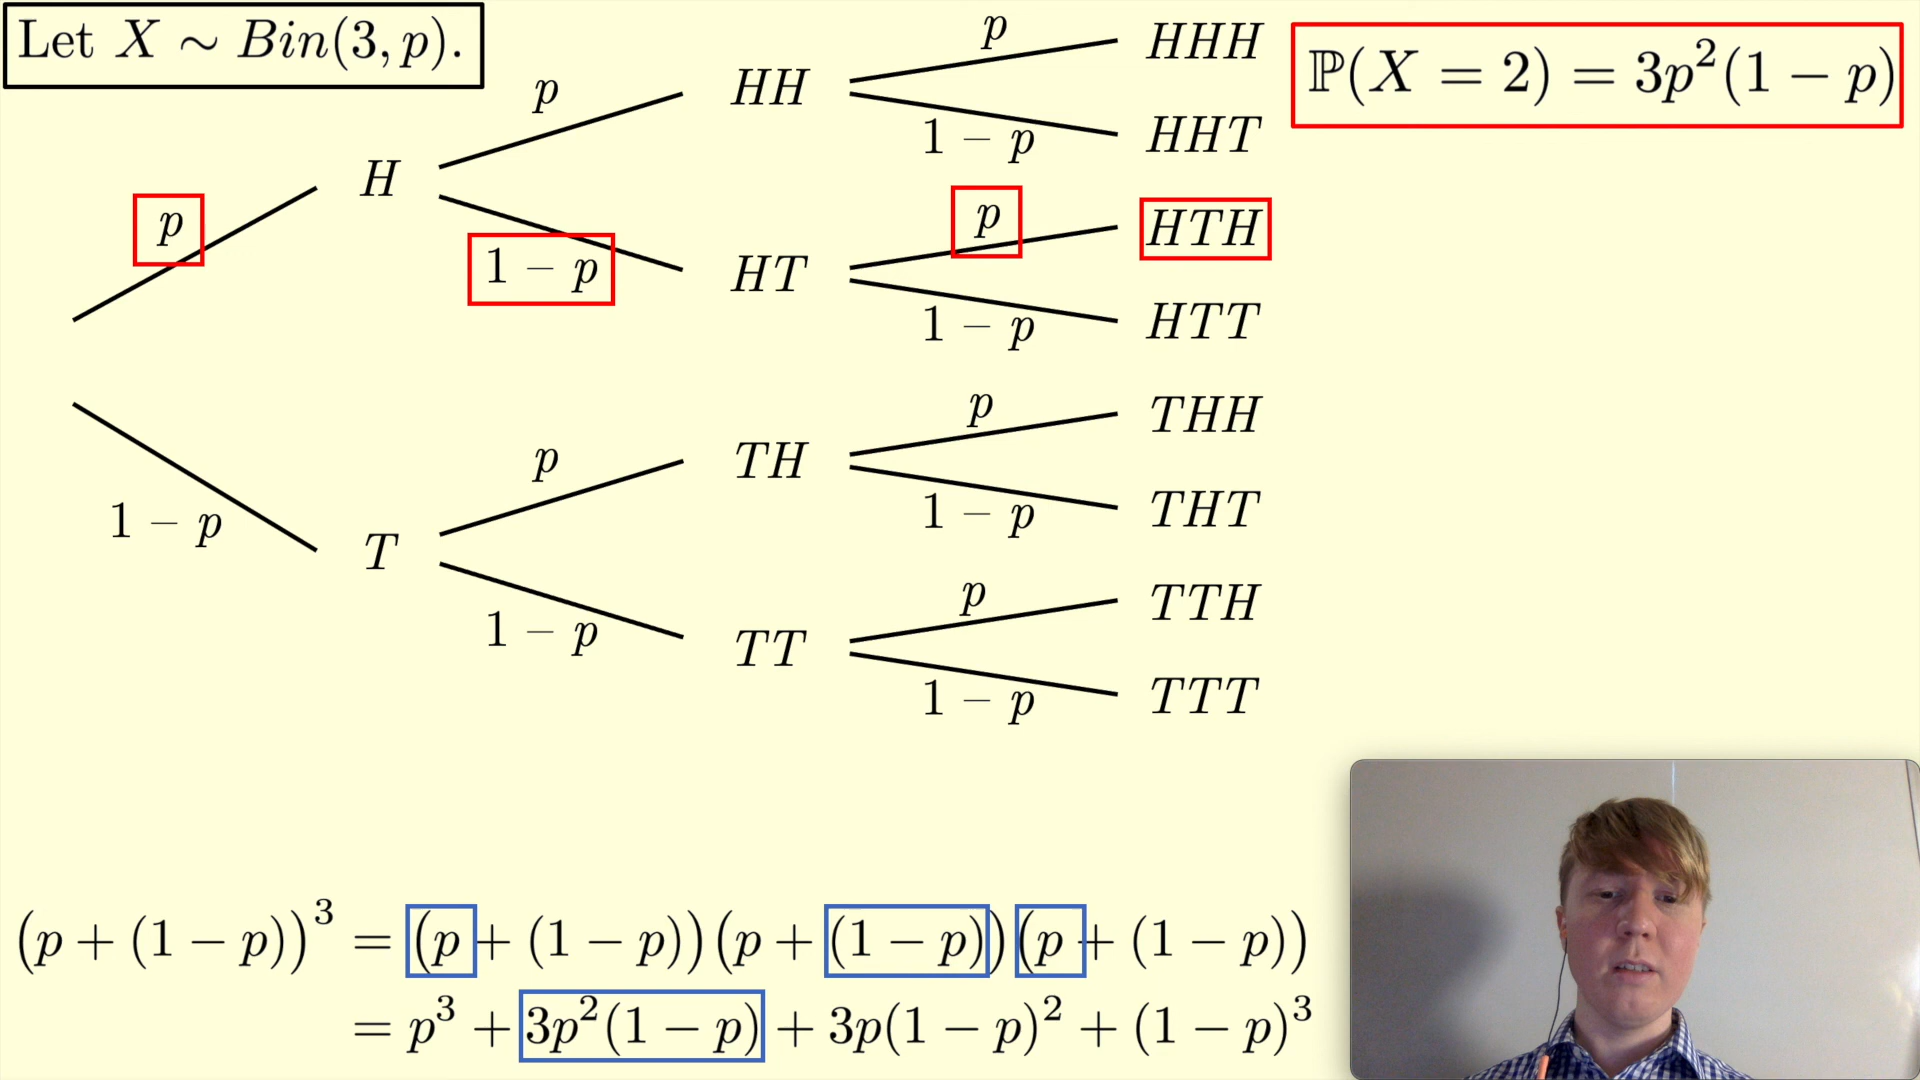 Let X ∼ Bin(3, p).
ℙ(X = 2) = 3p²(1 − p)
p
1 − p
H
T
p
1 − p
p
1 − p
HH
HT
TH
TT
p
1 − p
p
1 − p
p
1 − p
p
1 − p
HHH
HHT
HTH
HTT
THH
THT
TTH
TTT
(p + (1 − p))³ = (p + (1 − p))(p + (1 − p))(p + (1 − p))
= p³ + 3p²(1 − p) + 3p(1 − p)² + (1 − p)³